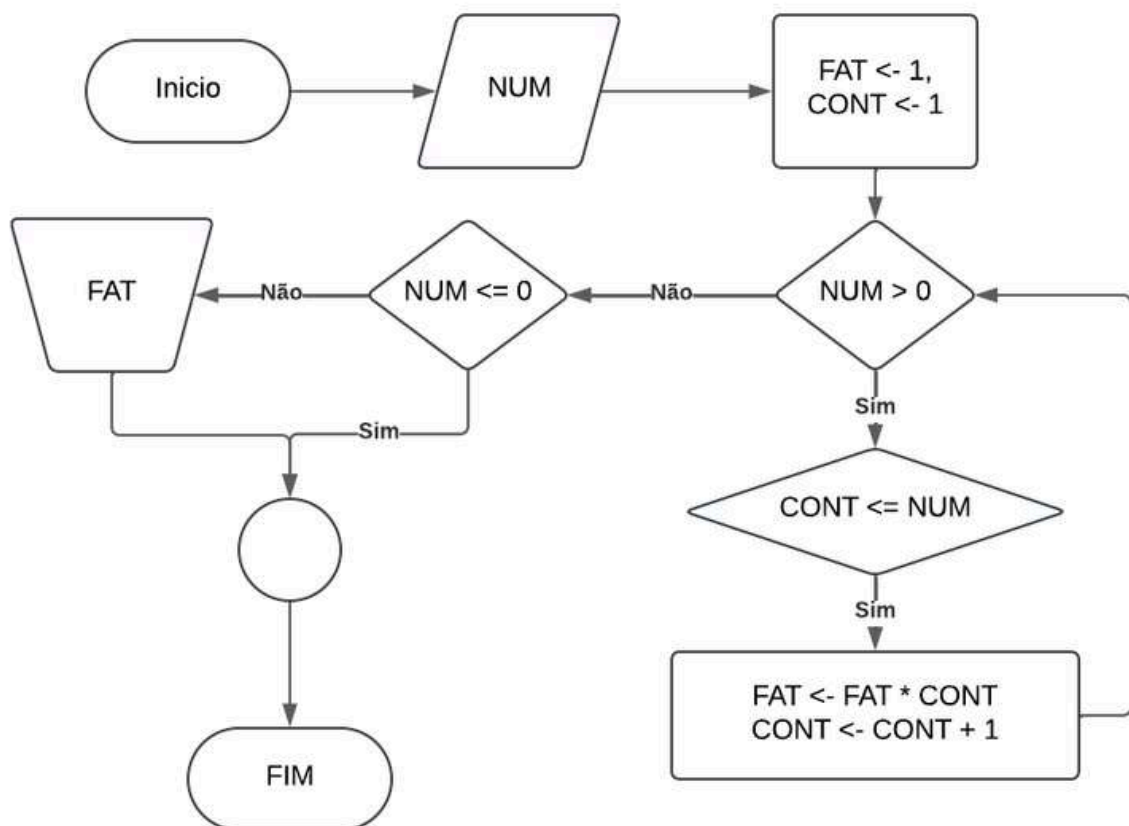 Inicio
NUM
FAT <- 1,
CONT <- 1
FAT
Não
NUM <= 0
Não
NUM > 0
Sim
Sim
CONT <= NUM
Sim
FAT <- FAT * CONT
CONT <- CONT + 1
FIM